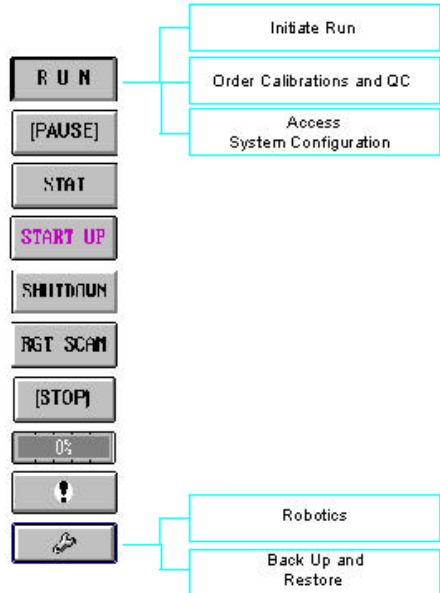 Initiate Run
R U N
Order Calibrations and QC
[PAUSE]
Access
System Configuration
STAT
START UP
SHUTDOWN
RGT SCAN
[STOP]
0%
!
Robotics
Back Up and
Restore